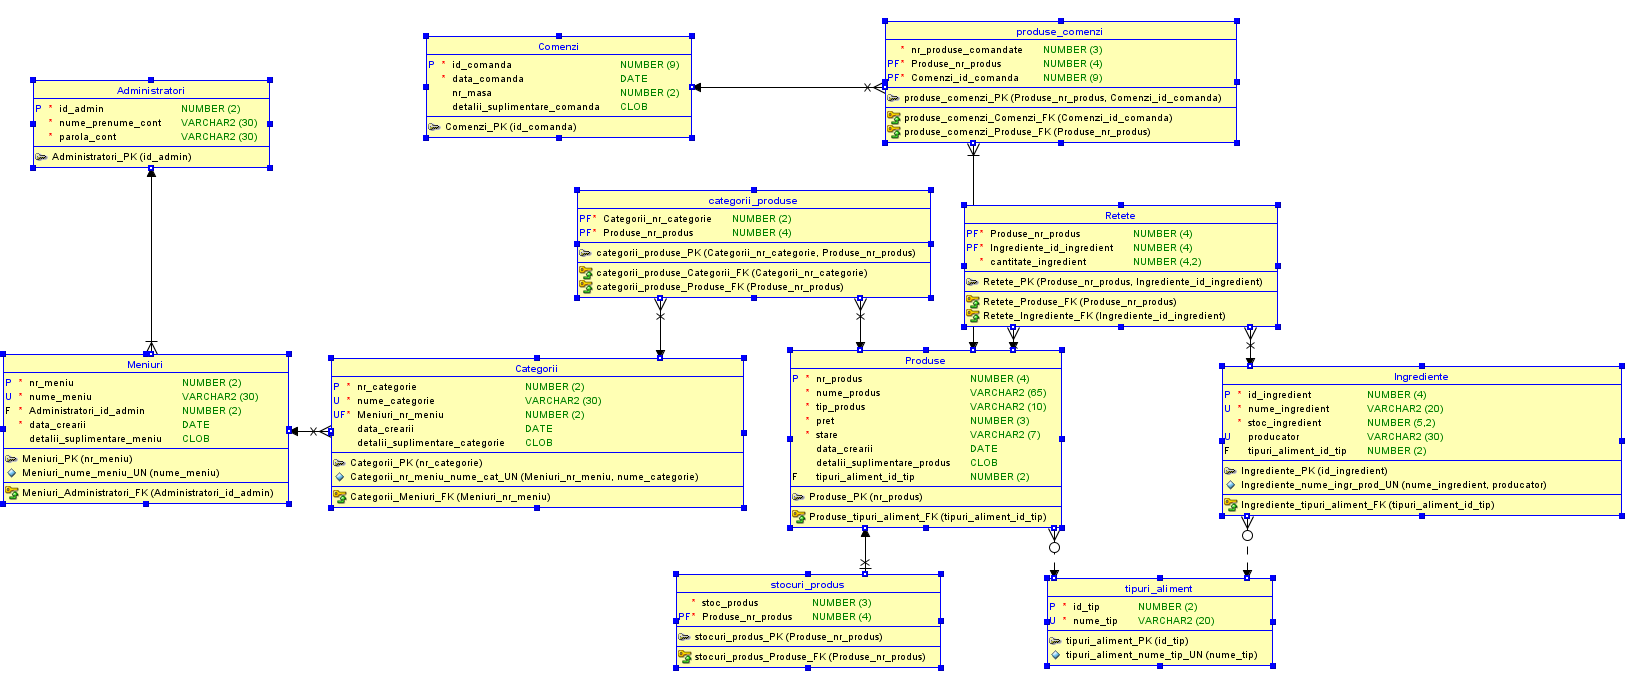 Administratori
P * id_admin NUMBER (2)
* nume_prenume_cont VARCHAR2 (30)
* parola_cont VARCHAR2 (30)
Administratori_PK (id_admin)
Comenzi
P * id_comanda NUMBER (9)
* data_comanda DATE
nr_masa NUMBER (2)
detalii_suplimentare_comanda CLOB
Comenzi_PK (id_comanda)
produse_comenzi
* nr_produse_comandate NUMBER (3)
PF* Produse_nr_produs NUMBER (4)
PF* Comenzi_id_comanda NUMBER (9)
produse_comenzi_PK (Produse_nr_produs, Comenzi_id_comanda)
produse_comenzi_Comenzi_FK (Comenzi_id_comanda)
produse_comenzi_Produse_FK (Produse_nr_produs)
categorii_produse
PF* Categorii_nr_categorie NUMBER (2)
PF* Produse_nr_produs NUMBER (4)
categorii_produse_PK (Categorii_nr_categorie, Produse_nr_produs)
categorii_produse_Categorii_FK (Categorii_nr_categorie)
categorii_produse_Produse_FK (Produse_nr_produs)
Retete
PF* Produse_nr_produs NUMBER (4)
PF* Ingrediente_id_ingredient NUMBER (4)
* cantitate_ingredient NUMBER (4,2)
Retete_PK (Produse_nr_produs, Ingrediente_id_ingredient)
Retete_Produse_FK (Produse_nr_produs)
Retete_Ingrediente_FK (Ingrediente_id_ingredient)
Meniuri
P * nr_meniu NUMBER (2)
U * nume_meniu VARCHAR2 (30)
F * Administratori_id_admin NUMBER (2)
* data_crearii DATE
detalii_suplimentare_meniu CLOB
Meniuri_PK (nr_meniu)
Meniuri_nume_meniu_UN (nume_meniu)
Meniuri_Administratori_FK (Administratori_id_admin)
Categorii
P * nr_categorie NUMBER (2)
U * nume_categorie VARCHAR2 (30)
UF* Meniuri_nr_meniu NUMBER (2)
data_crearii DATE
detalii_suplimentare_categorie CLOB
Categorii_PK (nr_categorie)
Categorii_nr_meniu_nume_cat_UN (Meniuri_nr_meniu, nume_categorie)
Categorii_Meniuri_FK (Meniuri_nr_meniu)
Produse
P * nr_produs NUMBER (4)
* nume_produs VARCHAR2 (65)
* tip_produs VARCHAR2 (10)
* pret NUMBER (3)
* stare VARCHAR2 (7)
data_crearii DATE
detalii_suplimentare_produs CLOB
F tipuri_aliment_id_tip NUMBER (2)
Produse_PK (nr_produs)
Produse_tipuri_aliment_FK (tipuri_aliment_id_tip)
Ingrediente
P * id_ingredient NUMBER (4)
U * nume_ingredient VARCHAR2 (20)
* stoc_ingredient NUMBER (5,2)
U producator VARCHAR2 (30)
F tipuri_aliment_id_tip NUMBER (2)
Ingrediente_PK (id_ingredient)
Ingrediente_nume_ingr_prod_UN (nume_ingredient, producator)
Ingrediente_tipuri_aliment_FK (tipuri_aliment_id_tip)
stocuri_produs
* stoc_produs NUMBER (3)
PF* Produse_nr_produs NUMBER (4)
stocuri_produs_PK (Produse_nr_produs)
stocuri_produs_Produse_FK (Produse_nr_produs)
tipuri_aliment
P * id_tip NUMBER (2)
U * nume_tip VARCHAR2 (20)
tipuri_aliment_PK (id_tip)
tipuri_aliment_nume_tip_UN (nume_tip)